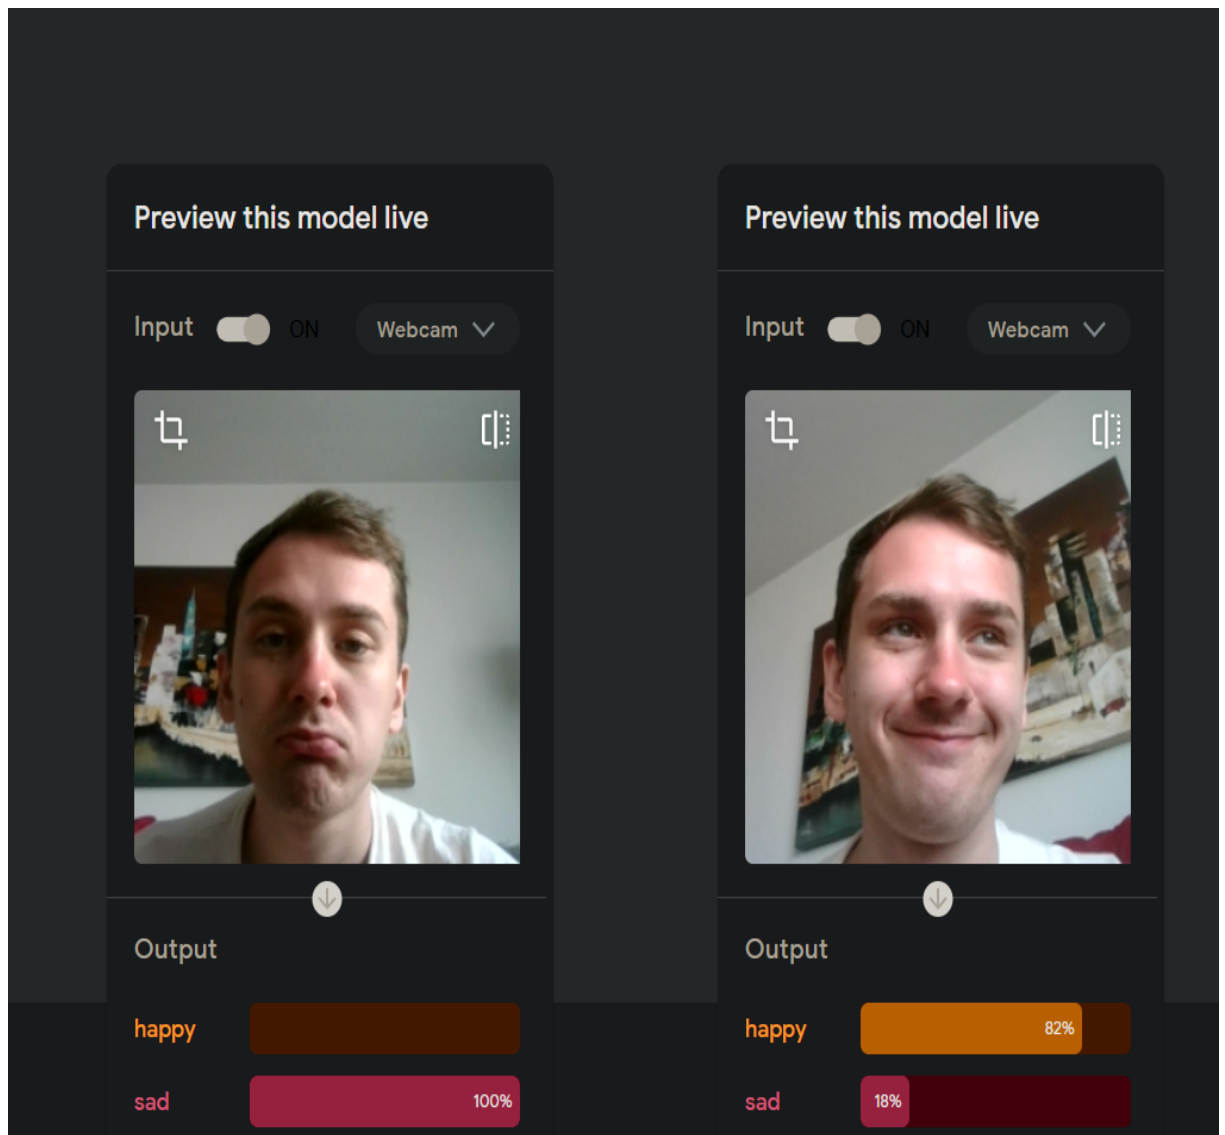 Preview this model live
Input ON Webcam
Output
happy
sad 100%
Preview this model live
Input ON Webcam
Output
happy 82%
sad 18%